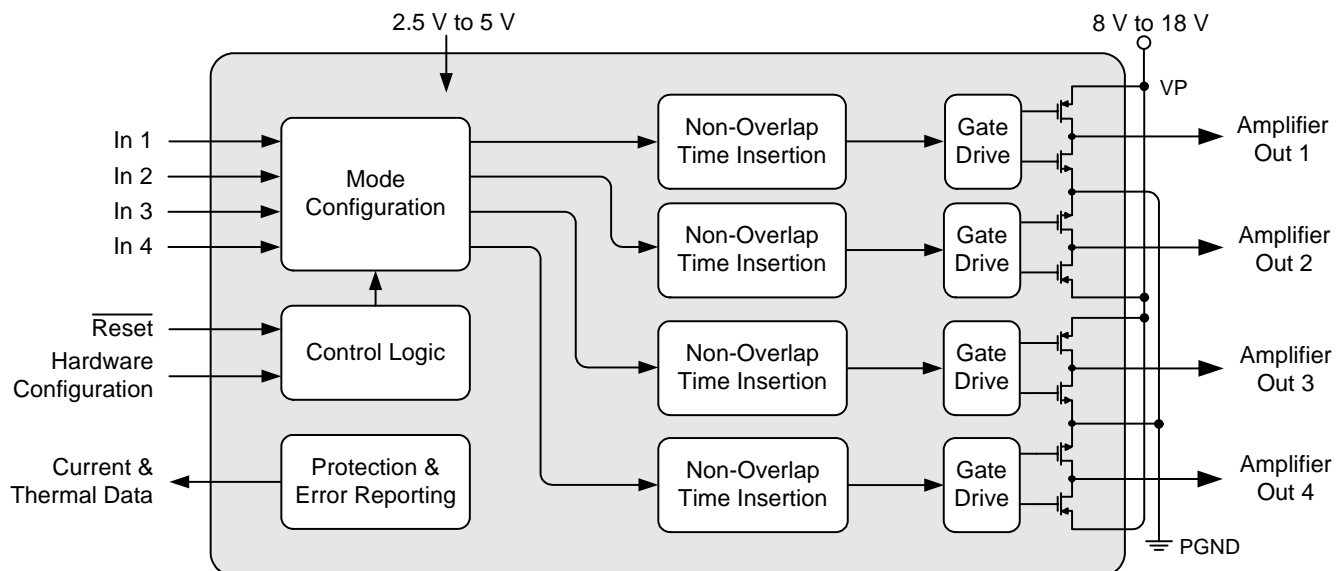 2.5 V to 5 V
8 V to 18 V
VP
In 1
In 2
In 3
In 4
Mode
Configuration
Non-Overlap
Time Insertion
Gate
Drive
Amplifier
Out 1
Non-Overlap
Time Insertion
Gate
Drive
Amplifier
Out 2
Reset
Hardware
Configuration
Control Logic
Non-Overlap
Time Insertion
Gate
Drive
Amplifier
Out 3
Current &
Thermal Data
Protection &
Error Reporting
Non-Overlap
Time Insertion
Gate
Drive
Amplifier
Out 4
PGND